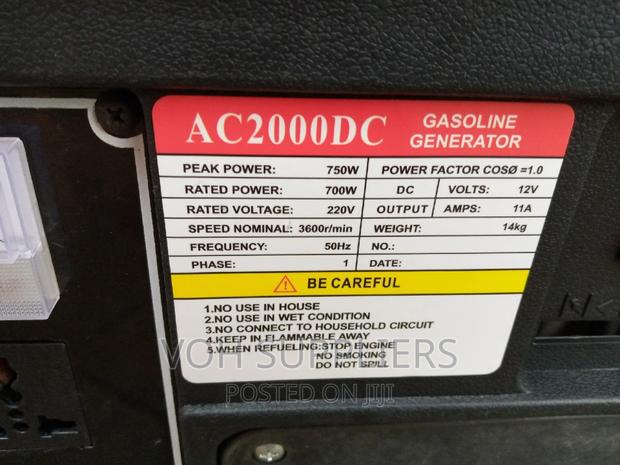 AC2000DC GASOLINE GENERATOR
PEAK POWER: 750W POWER FACTOR COSØ =1.0
RATED POWER: 700W DC VOLTS: 12V
RATED VOLTAGE: 220V OUTPUT AMPS: 11A
SPEED NOMINAL: 3600r/min WEIGHT: 14kg
FREQUENCY: 50Hz NO.:
PHASE: 1 DATE:
BE CAREFUL
1.NO USE IN HOUSE
2.NO USE IN WET CONDITION
3.NO CONNECT TO HOUSEHOLD CIRCUIT
4.KEEP IN FLAMMABLE AWAY
5.WHEN REFUELING:STOP ENGINE
NO SMOKING
DO NOT SPILL
VOH SUPPLIERS
POSTED ON JIJI